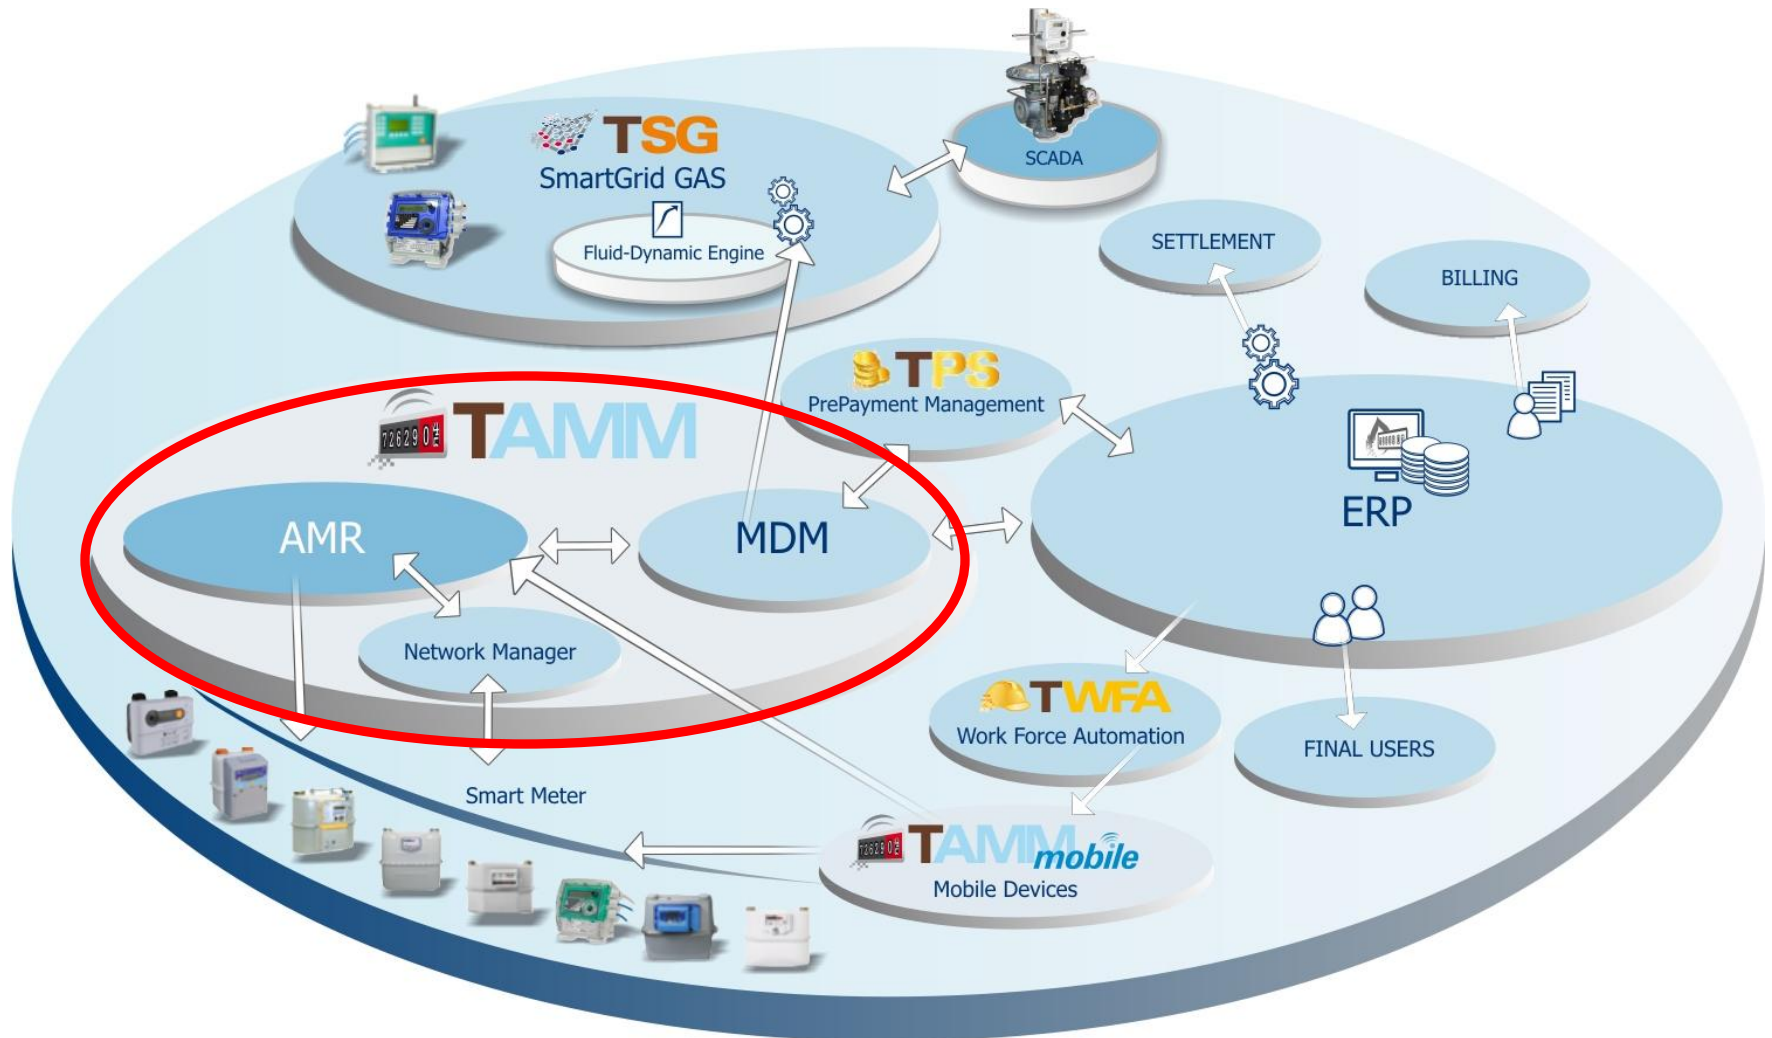 TSG
SmartGrid GAS
Fluid-Dynamic Engine
SCADA
SETTLEMENT
BILLING
TPS
PrePayment Management
TAMM
AMR
MDM
ERP
Network Manager
TWFA
Work Force Automation
FINAL USERS
Smart Meter
TAMM
mobile
Mobile Devices